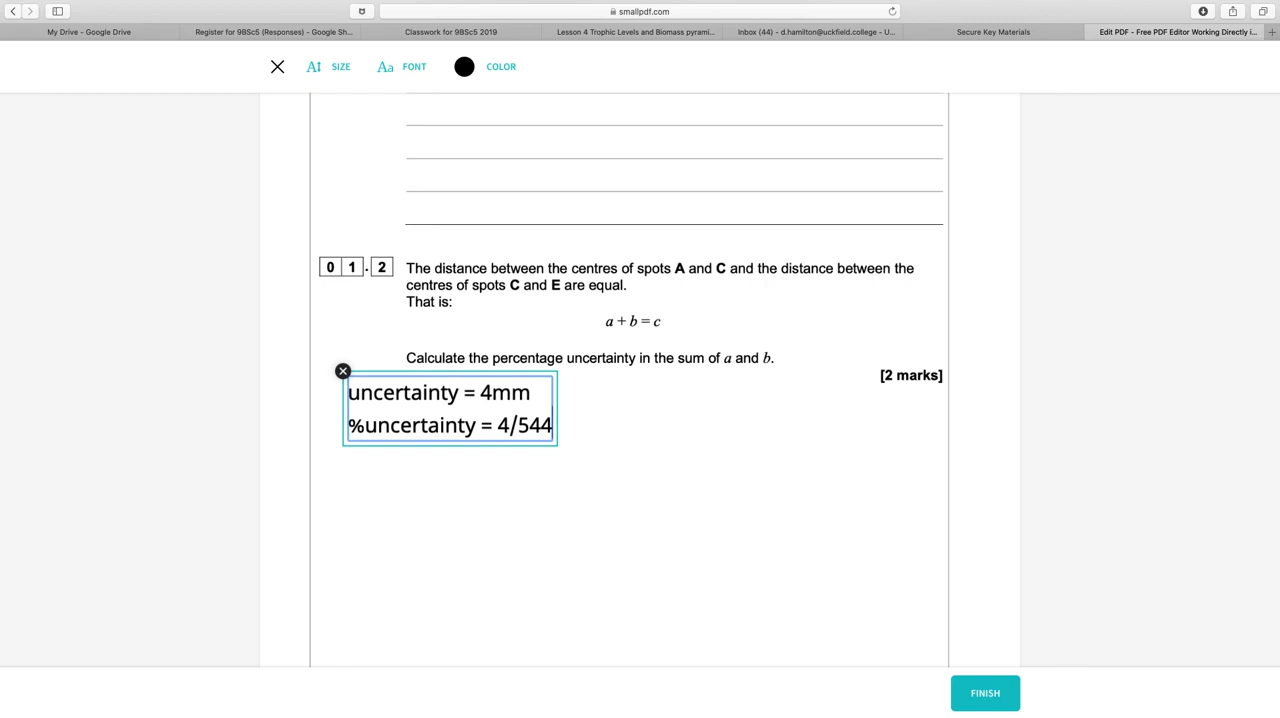 smallpdf.com
My Drive - Google Drive
Register for 9BSc5 (Responses) - Google Sh...
Classwork for 9BSc5 2019
Lesson 4 Trophic Levels and Biomass pyrami...
Inbox (44) - d.hamilton@uckfield.college - U...
Secure Key Materials
Edit PDF - Free PDF Editor Working Directly i...
SIZE
Aa FONT
COLOR
0 1 . 2 The distance between the centres of spots A and C and the distance between the
centres of spots C and E are equal.
That is:
a + b = c
Calculate the percentage uncertainty in the sum of a and b.
[2 marks]
uncertainty = 4mm
%uncertainty = 4/544
FINISH